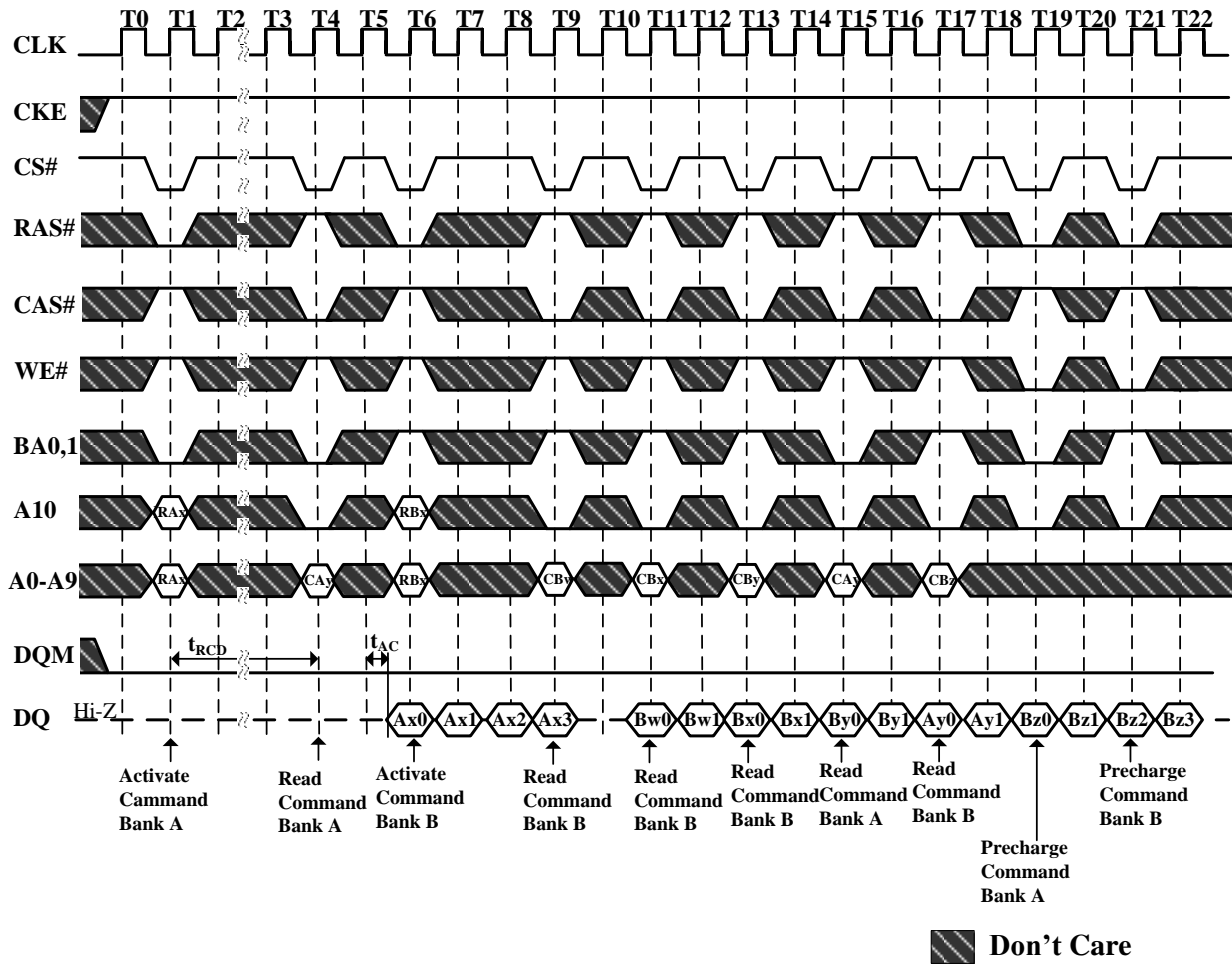 T0 T1 T2 T3 T4 T5 T6 T7 T8 T9 T10 T11 T12 T13 T14 T15 T16 T17 T18 T19 T20 T21 T22
CLK
CKE
CS#
RAS#
CAS#
WE#
BA0,1
A10 RAx RBx
A0-A9 RAx CAy RBx CBw CBx CBy CAy CBz
DQM tRCD tAC
DQ Hi-Z Ax0 Ax1 Ax2 Ax3 Bw0 Bw1 Bx0 Bx1 By0 By1 Ay0 Ay1 Bz0 Bz1 Bz2 Bz3
Activate
Cammand
Bank A
Read
Command
Bank A
Activate
Command
Bank B
Read
Command
Bank B
Read
Command
Bank B
Read
Command
Bank B
Read
Command
Bank A
Read
Command
Bank B
Precharge
Command
Bank A
Precharge
Command
Bank B
Don't Care